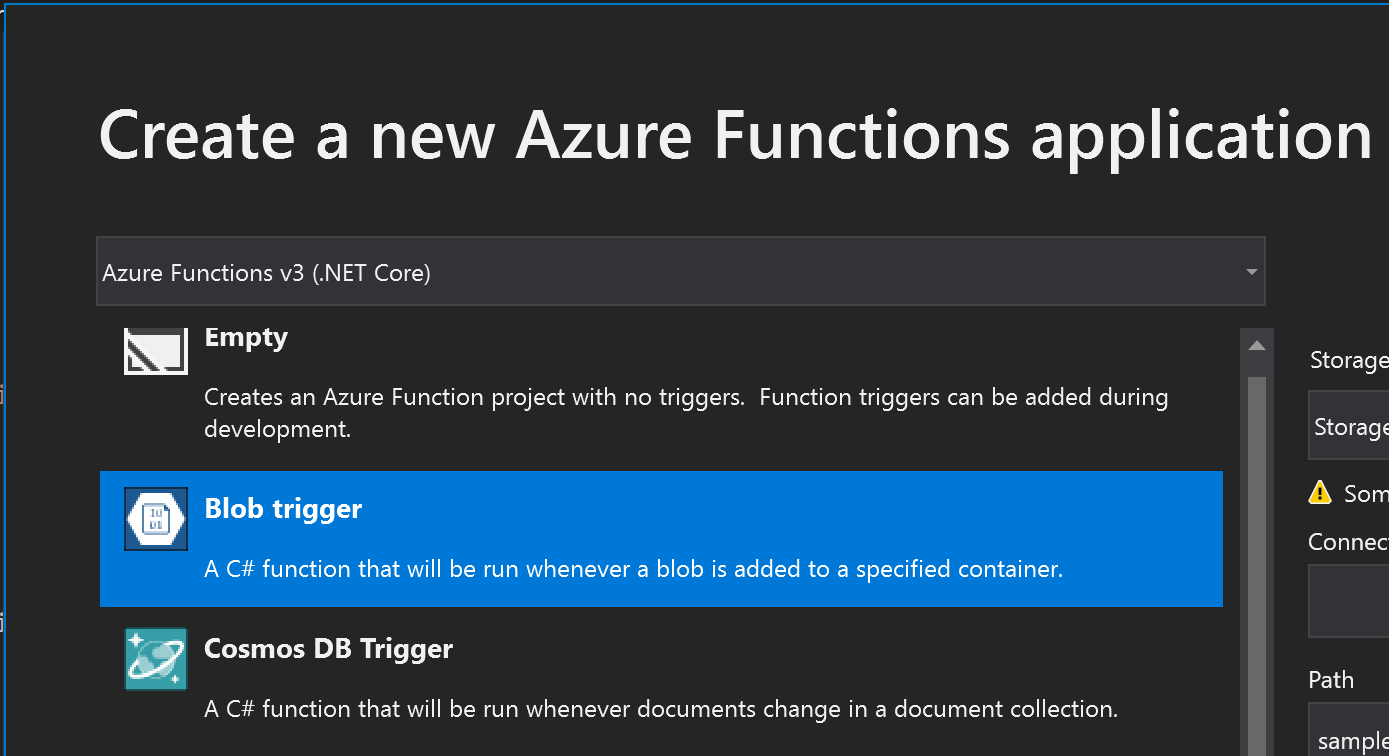 Create a new Azure Functions application
Azure Functions v3 (.NET Core)
Empty
Creates an Azure Function project with no triggers.  Function triggers can be added during
development.
Blob trigger
A C# function that will be run whenever a blob is added to a specified container.
Cosmos DB Trigger
A C# function that will be run whenever documents change in a document collection.
Storage
Storage
Som
Connect
Path
sample